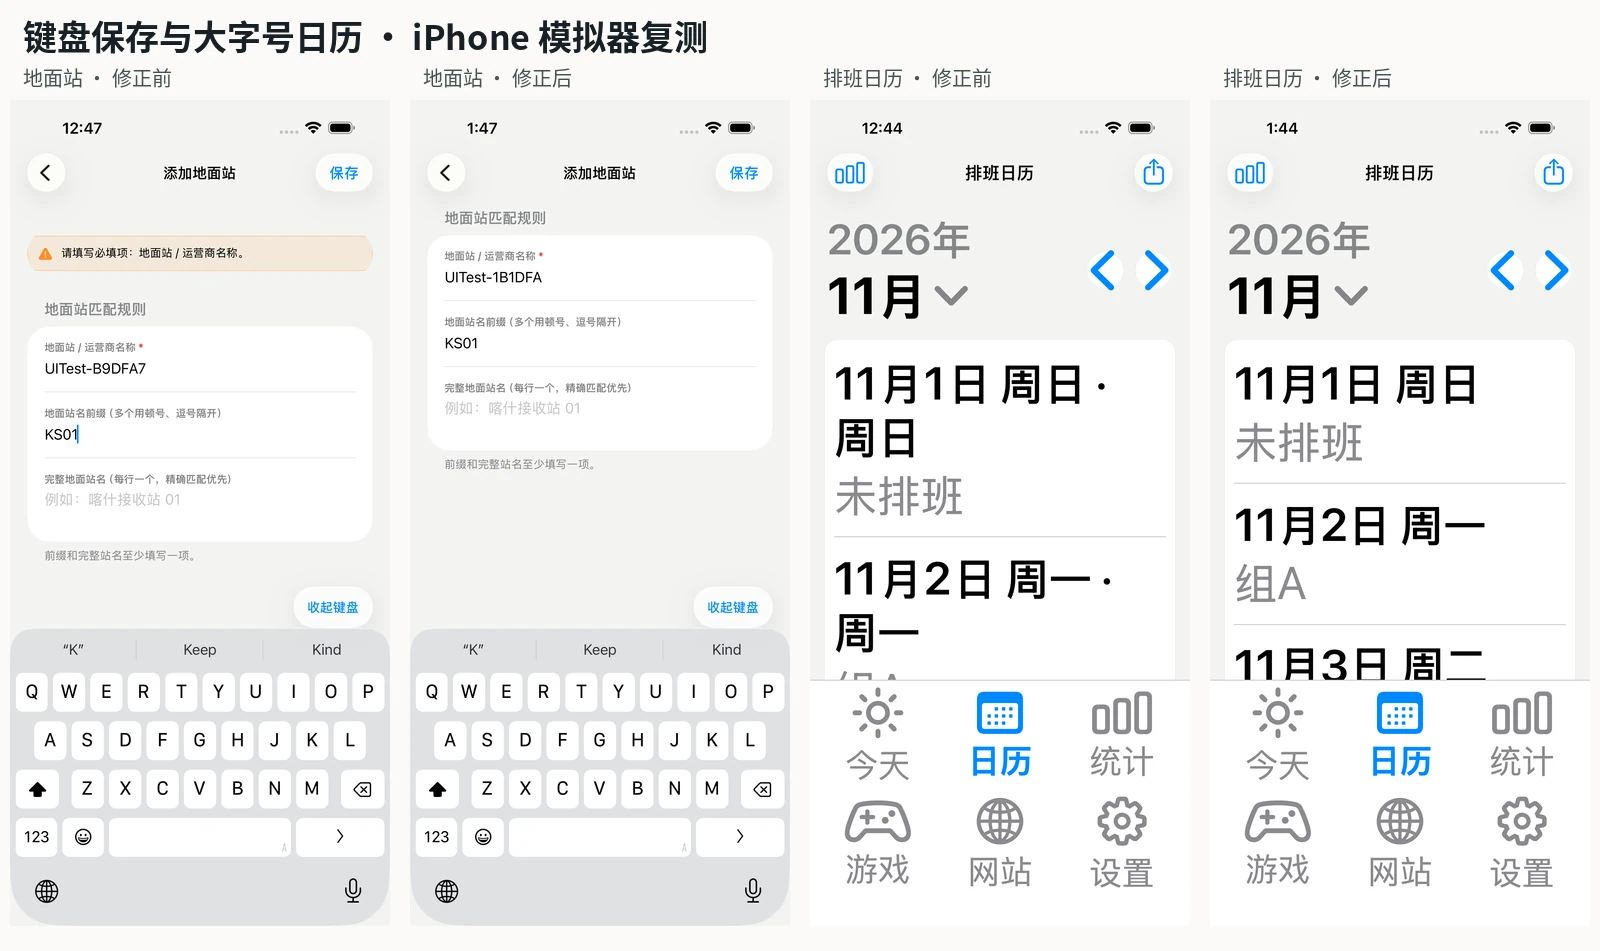 键盘保存与大字号日历 · iPhone 模拟器复测
地面站 · 修正前
12:47
添加地面站
保存
请填写必填项：地面站 / 运营商名称。
地面站匹配规则
地面站 / 运营商名称 *
UITest-B9DFA7
地面站名前缀（多个用顿号、逗号隔开）
KS01
完整地面站名（每行一个，精确匹配优先）
例如：喀什接收站 01
前缀和完整站名至少填写一项。
收起键盘
“K” Keep Kind
Q W E R T Y U I O P
A S D F G H J K L
Z X C V B N M
123
A
地面站 · 修正后
1:47
添加地面站
保存
地面站匹配规则
地面站 / 运营商名称 *
UITest-1B1DFA
地面站名前缀（多个用顿号、逗号隔开）
KS01
完整地面站名（每行一个，精确匹配优先）
例如：喀什接收站 01
前缀和完整站名至少填写一项。
收起键盘
“K” Keep Kind
Q W E R T Y U I O P
A S D F G H J K L
Z X C V B N M
123
A
排班日历 · 修正前
12:44
排班日历
2026年
11月
11月1日 周日 ·
周日
未排班
11月2日 周一 ·
周一
组A
今天 日历 统计
游戏 网站 设置
排班日历 · 修正后
1:44
排班日历
2026年
11月
11月1日 周日
未排班
11月2日 周一
组A
11月3日 周二
今天 日历 统计
游戏 网站 设置